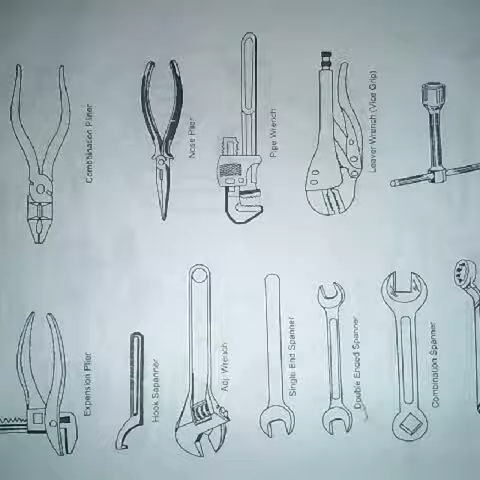 Combination Plier
Nose Plier
Pipe Wrench
Leaver Wrench (Vice Grip)
Expension Plier
Hook Sapanner
Adj. Wrench
Single End Spanner
Double Ended Spanner
Combination Spanner